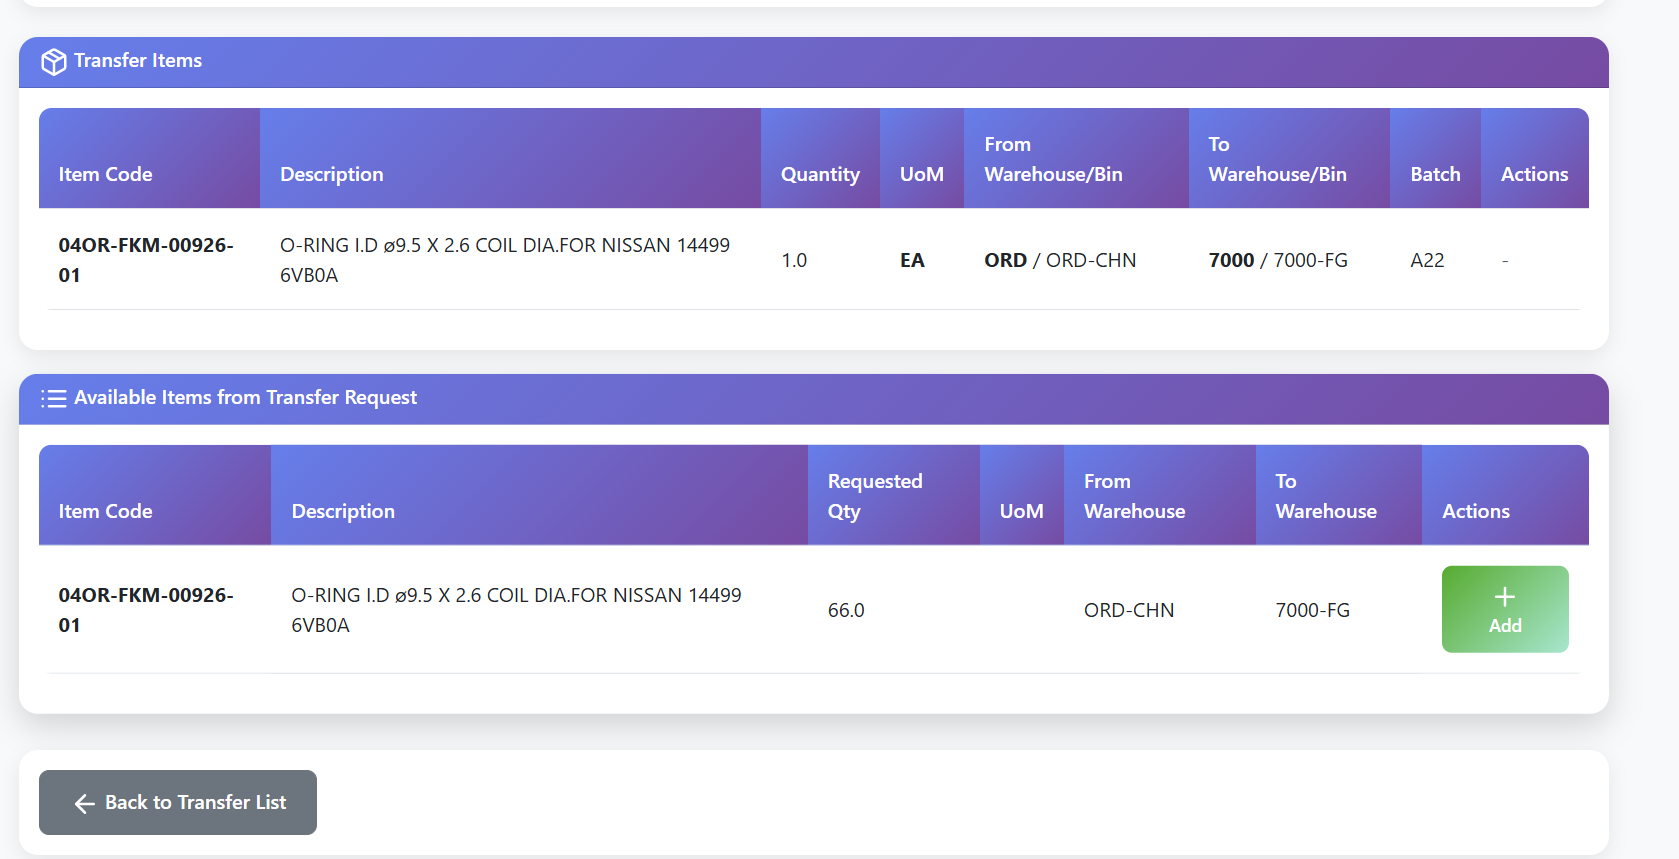 Transfer Items
Item Code
Description
Quantity
UoM
From
Warehouse/Bin
To
Warehouse/Bin
Batch
Actions
04OR-FKM-00926-
01
O-RING I.D ø9.5 X 2.6 COIL DIA.FOR NISSAN 14499
6VB0A
1.0
EA
ORD / ORD-CHN
7000 / 7000-FG
A22
-
Available Items from Transfer Request
Item Code
Description
Requested
Qty
UoM
From
Warehouse
To
Warehouse
Actions
04OR-FKM-00926-
01
O-RING I.D ø9.5 X 2.6 COIL DIA.FOR NISSAN 14499
6VB0A
66.0
ORD-CHN
7000-FG
Add
Back to Transfer List